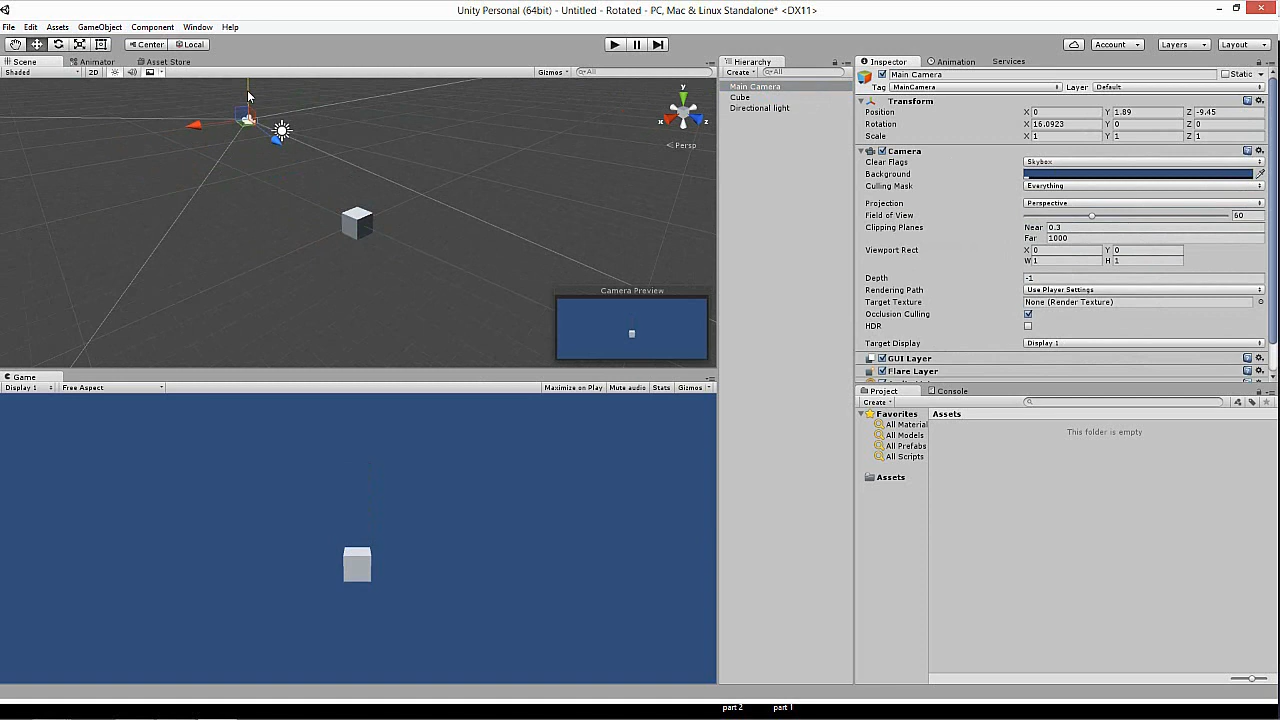 Unity Personal (64bit) - Untitled - Rotated - PC, Mac & Linux Standalone* <DX11>
File Edit Assets GameObject Component Window Help
Center Local Account Layers Layout
Scene Animator Asset Store
Shaded 2D Gizmos All
y
x z
Persp
Camera Preview
Hierarchy
Create All
Main Camera
Cube
Directional light
Inspector Animation Services
Main Camera Static
Tag MainCamera Layer Default
Transform
Position X 0 Y 1.89 Z -9.45
Rotation X 16.0923 Y 0 Z 0
Scale X 1 Y 1 Z 1
Camera
Clear Flags Skybox
Background
Culling Mask Everything
Projection Perspective
Field of View 60
Clipping Planes Near 0.3
Far 1000
Viewport Rect X 0 Y 0
W 1 H 1
Depth -1
Rendering Path Use Player Settings
Target Texture None (Render Texture)
Occlusion Culling
HDR
Target Display Display 1
GUI Layer
Flare Layer
Game
Display 1 Free Aspect Maximize on Play Mute audio Stats Gizmos
Project Console
Create
Favorites
All Material
All Models
All Prefabs
All Scripts
Assets
Assets
This folder is empty
part 2 part 1